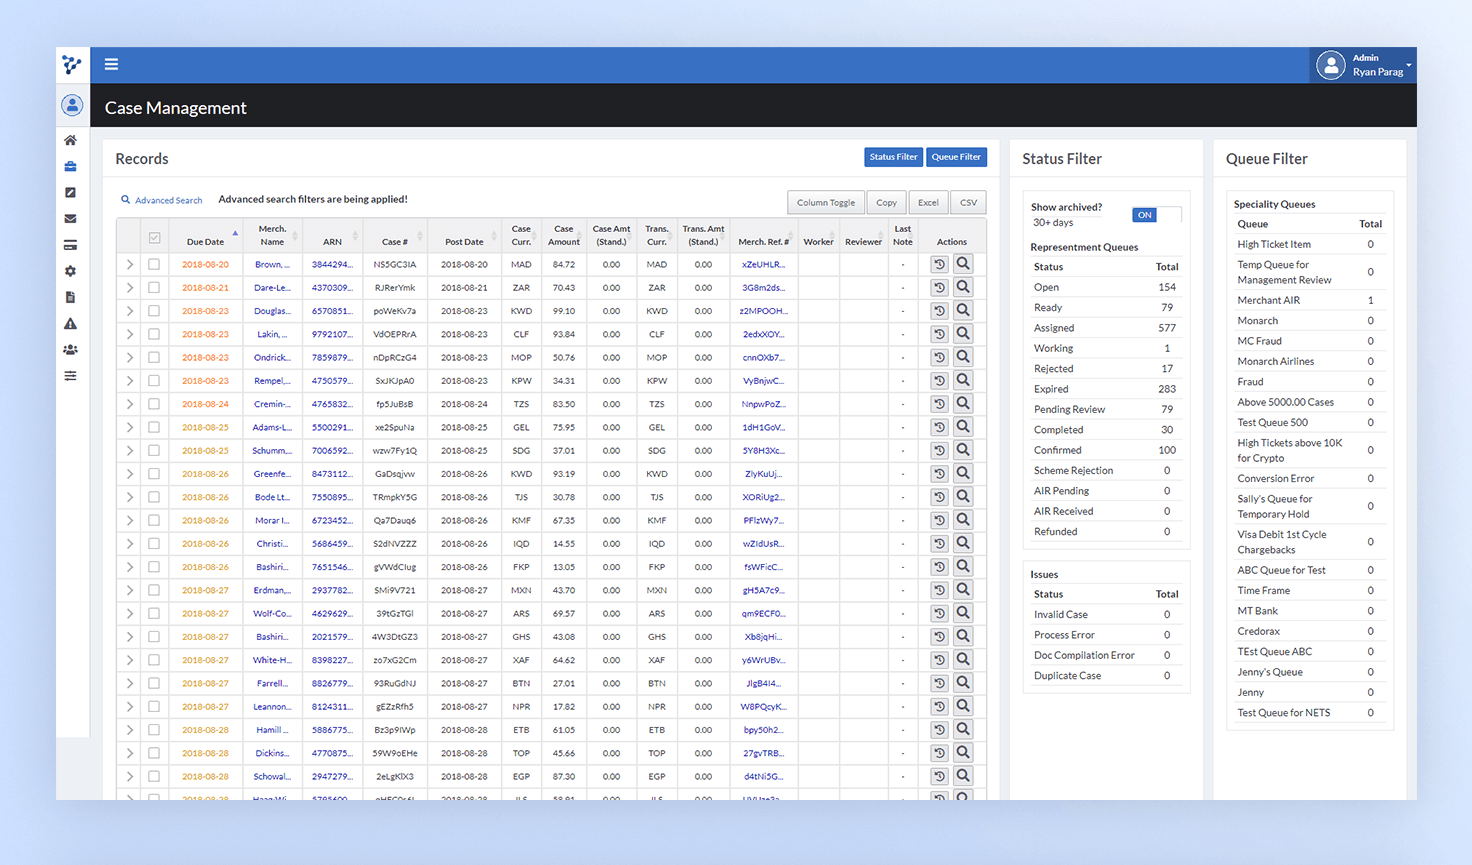 Admin
Ryan Parag
Case Management
Records
Status Filter Queue Filter
Advanced Search Advanced search filters are being applied!
Column Toggle Copy Excel CSV
Due Date Merch. Name ARN Case # Post Date Case Curr. Case Amount Case Amt (Stand.) Trans. Curr. Trans. Amt (Stand.) Merch. Ref. # Worker Reviewer Last Note Actions
2018-08-20 Brown,... 3844294... NS5GC3IA 2018-08-20 MAD 84.72 0.00 MAD 0.00 xZeUHLR... -
2018-08-21 Dare-Le... 4370309... RJRerYmk 2018-08-21 ZAR 70.43 0.00 ZAR 0.00 3G8m2ds... -
2018-08-23 Douglas... 6570851... poWeKv7a 2018-08-23 KWD 99.10 0.00 KWD 0.00 z2MPOOH... -
2018-08-23 Lakin,... 9792107... VdOEPRrA 2018-08-23 CLF 93.84 0.00 CLF 0.00 2edxXOY... -
2018-08-23 Ondrick... 7859879... nDpRCzG4 2018-08-23 MOP 50.76 0.00 MOP 0.00 cnnOXb7... -
2018-08-23 Rempel,... 4750579... SxJKJpA0 2018-08-23 KPW 34.31 0.00 KPW 0.00 VyBnjwC... -
2018-08-24 Cremin-... 4765832... fp5JuBsB 2018-08-24 TZS 83.50 0.00 TZS 0.00 NnpwPoZ... -
2018-08-25 Adams-L... 5500291... xe2SpuNa 2018-08-25 GEL 75.95 0.00 GEL 0.00 1dH1GoV... -
2018-08-25 Schumm,... 7006592... wzw7Fy1Q 2018-08-25 SDG 37.01 0.00 SDG 0.00 5Y8H3Xc... -
2018-08-26 Greenfe... 8473112... GaDsqjvw 2018-08-26 KWD 93.19 0.00 KWD 0.00 ZlyKuUj... -
2018-08-26 Bode Lt... 7550895... TRmpkY5G 2018-08-26 TJS 30.78 0.00 TJS 0.00 XORiUg2... -
2018-08-26 Morar I... 6723452... Qa7Dauq6 2018-08-26 KMF 67.35 0.00 KMF 0.00 PFlzWy7... -
2018-08-26 Christi... 5686459... S2dNVZZZ 2018-08-26 IQD 14.55 0.00 IQD 0.00 wZIdUsR... -
2018-08-26 Bashiri... 7651546... gVWdCIug 2018-08-26 FKP 13.05 0.00 FKP 0.00 fsWFicC... -
2018-08-27 Erdman,... 2937782... SMi9V721 2018-08-27 MXN 43.70 0.00 MXN 0.00 gH5A7c9... -
2018-08-27 Wolf-Co... 4629629... 39tGzTGl 2018-08-27 ARS 69.57 0.00 ARS 0.00 qm9ECF0... -
2018-08-27 Bashiri... 2021579... 4W3DtGZ3 2018-08-27 GHS 43.08 0.00 GHS 0.00 Xb8jqHi... -
2018-08-27 White-H... 8398227... zo7xG2Cm 2018-08-27 XAF 64.62 0.00 XAF 0.00 y6WrUBv... -
2018-08-27 Farrell... 8826779... 93RuGdNJ 2018-08-27 BTN 27.01 0.00 BTN 0.00 JlgB4I4... -
2018-08-27 Leannon... 8124311... gEZzRfh5 2018-08-27 NPR 17.82 0.00 NPR 0.00 W8PQcyK... -
2018-08-28 Hamill ... 5886775... Bz3p9IWp 2018-08-28 ETB 61.05 0.00 ETB 0.00 bpy50h2... -
2018-08-28 Dickins... 4770875... 59W9oEHe 2018-08-28 TOP 45.66 0.00 TOP 0.00 27gvTRB... -
2018-08-28 Schowal... 2947279... 2eLgKlX3 2018-08-28 EGP 87.30 0.00 EGP 0.00 d4tNi5G... -
Status Filter
Show archived? ON
30+ days
Representment Queues
Status Total
Open 154
Ready 79
Assigned 577
Working 1
Rejected 17
Expired 283
Pending Review 79
Completed 30
Confirmed 100
Scheme Rejection 0
AIR Pending 0
AIR Received 0
Refunded 0
Issues
Status Total
Invalid Case 0
Process Error 0
Doc Compilation Error 0
Duplicate Case 0
Queue Filter
Speciality Queues
Queue Total
High Ticket Item 0
Temp Queue for
Management Review 0
Merchant AIR 1
Monarch 0
MC Fraud 0
Monarch Airlines 0
Fraud 0
Above 5000.00 Cases 0
Test Queue 500 0
High Tickets above 10K
for Crypto 0
Conversion Error 0
Sally's Queue for
Temporary Hold 0
Visa Debit 1st Cycle
Chargebacks 0
ABC Queue for Test 0
Time Frame 0
MT Bank 0
Credorax 0
TEst Queue ABC 0
Jenny's Queue 0
Jenny 0
Test Queue for NETS 0